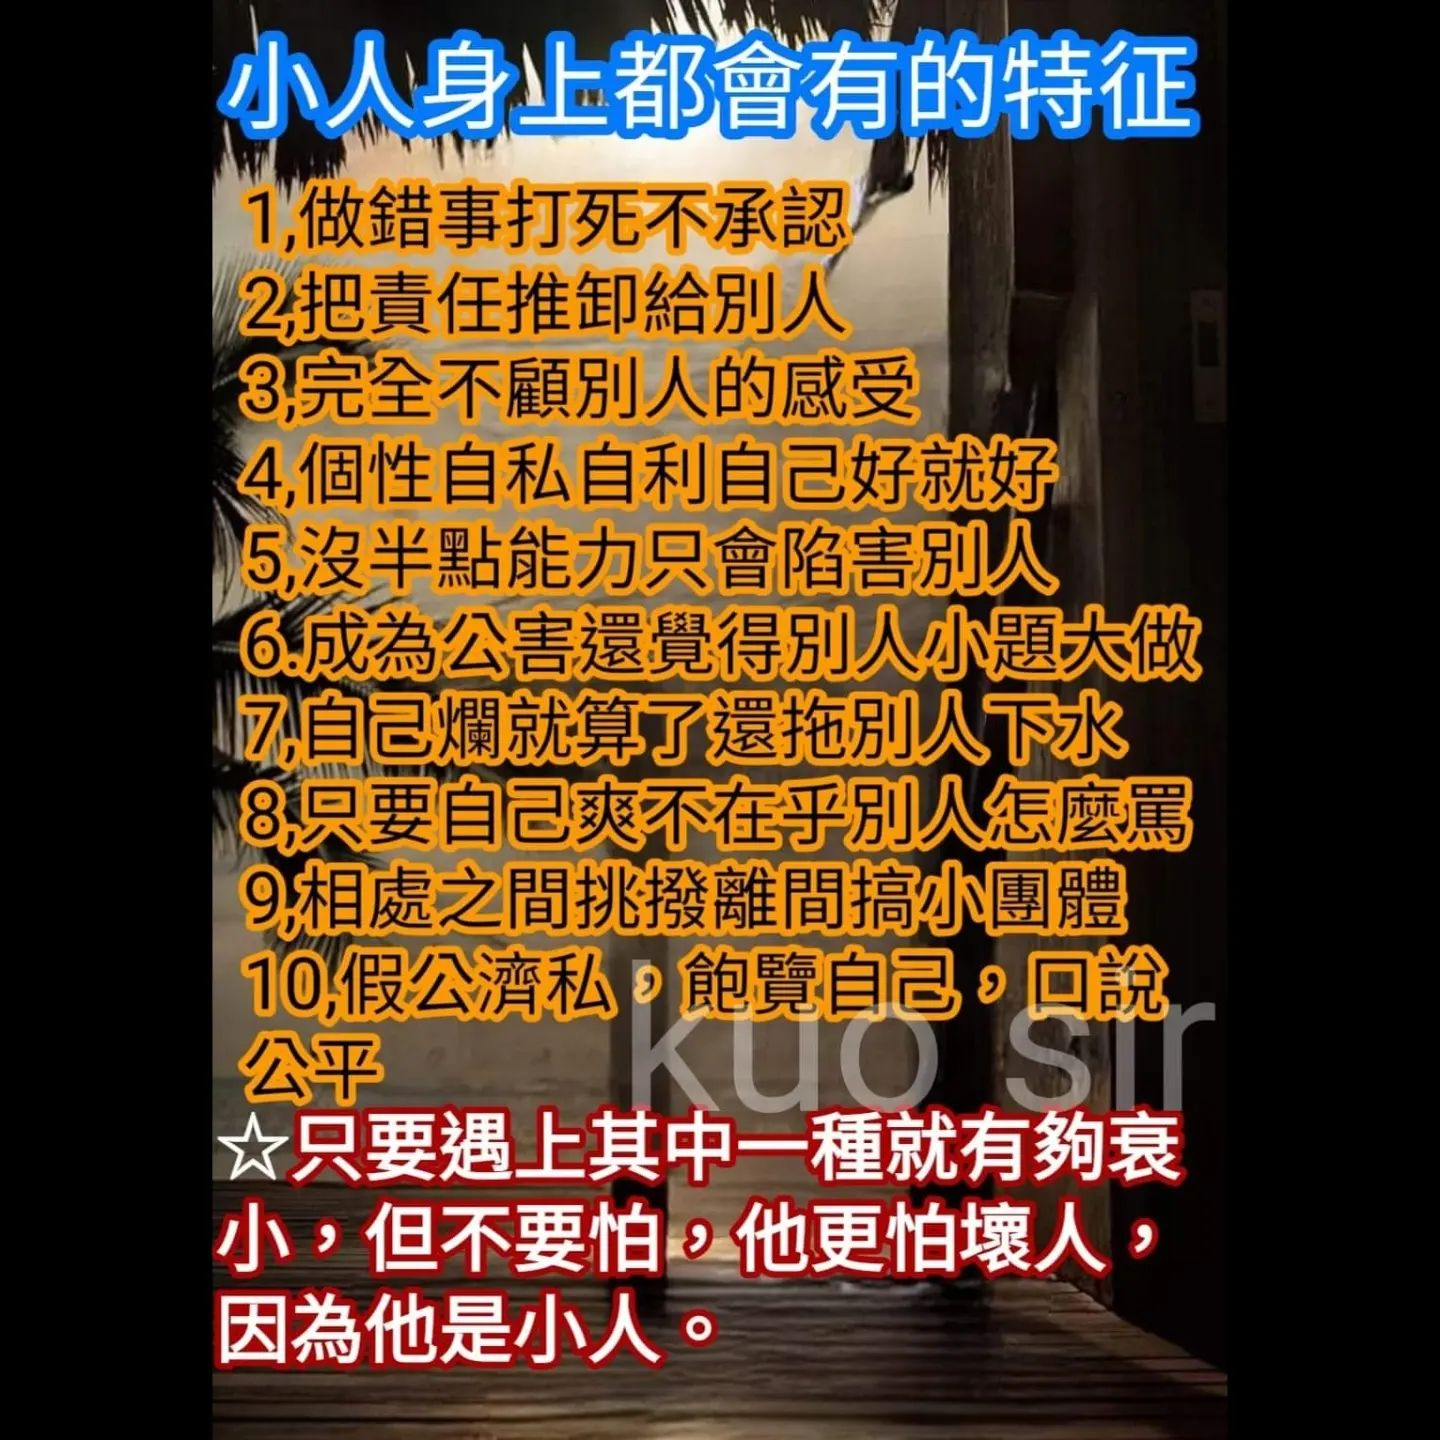 小人身上都會有的特征
1,做錯事打死不承認
2,把責任推卸給別人
3,完全不顧別人的感受
4,個性自私自利自己好就好
5,沒半點能力只會陷害別人
6.成為公害還覺得別人小題大做
7,自己爛就算了還拖別人下水
8,只要自己爽不在乎別人怎麼罵
9,相處之間挑撥離間搞小團體
10,假公濟私，飽覽自己，口說
公平
kuo sir
☆只要遇上其中一種就有夠衰
小，但不要怕，他更怕壞人，
因為他是小人。